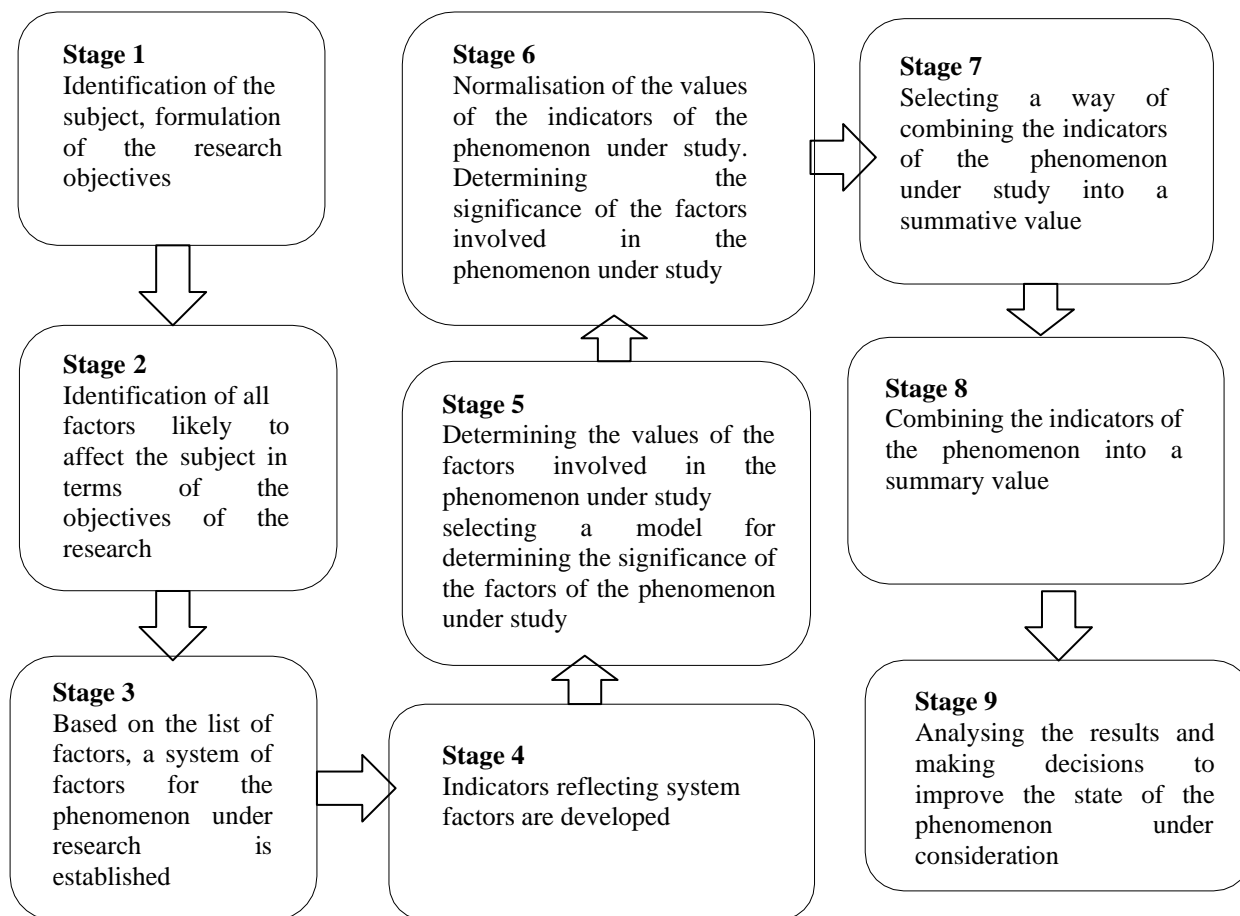 Stage 1
Identification of the
subject, formulation
of the research
objectives
Stage 2
Identification of all
factors likely to
affect the subject in
terms of the
objectives of the
research
Stage 3
Based on the list of
factors, a system of
factors for the
phenomenon under
research is
established
Stage 4
Indicators reflecting system
factors are developed
Stage 5
Determining the values of the
factors involved in the
phenomenon under study
selecting a model for
determining the significance of
the factors of the phenomenon
under study
Stage 6
Normalisation of the values
of the indicators of the
phenomenon under study.
Determining the
significance of the factors
involved in the
phenomenon under study
Stage 7
Selecting a way of
combining the indicators
of the phenomenon
under study into a
summative value
Stage 8
Combining the indicators of
the phenomenon into a
summary value
Stage 9
Analysing the results and
making decisions to
improve the state of the
phenomenon under
consideration